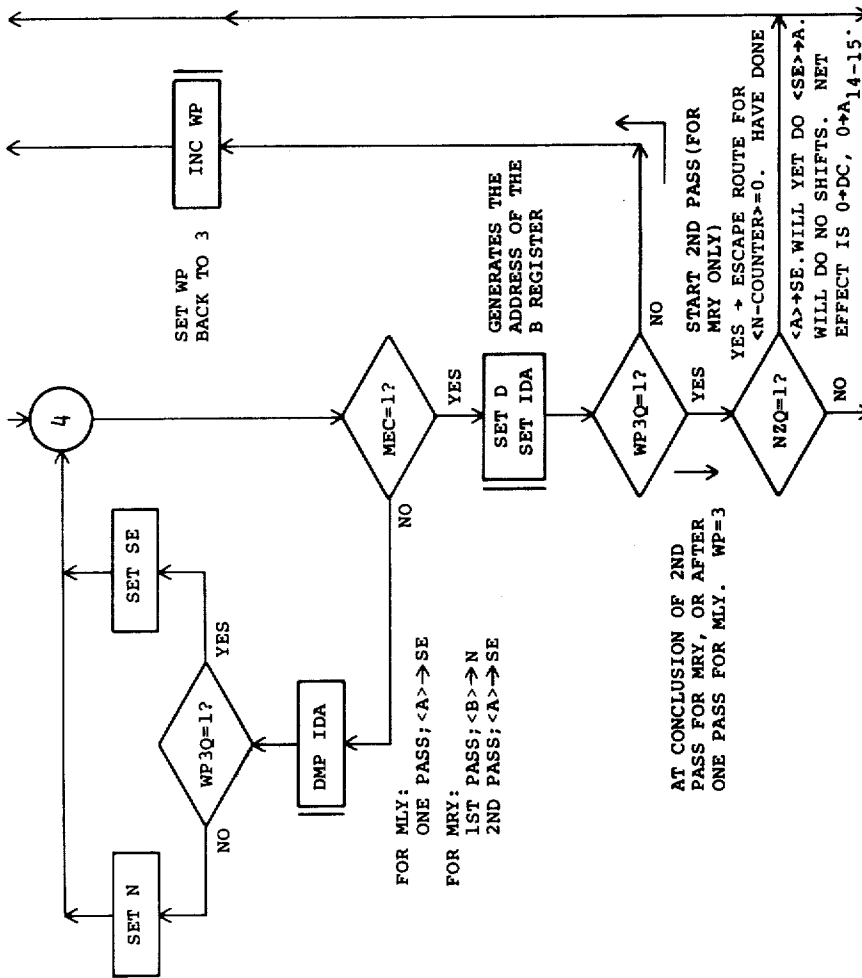 SET N
NO
WP3Q=1?
YES
SET SE
DMP IDA
FOR MLY:
ONE PASS;<A>→SE
FOR MRY:
1ST PASS;<B>→N
2ND PASS;<A>→SE
4
NO
MEC=1?
YES
SET WP
BACK TO 3
INC WP
SET D
SET IDA
GENERATES THE
ADDRESS OF THE
B REGISTER
WP3Q=1?
NO
YES
START 2ND PASS(FOR
MRY ONLY)
AT CONCLUSION OF 2ND
PASS FOR MRY, OR AFTER
ONE PASS FOR MLY. WP=3
NZQ=1?
NO
YES → ESCAPE ROUTE FOR
<N-COUNTER>=0. HAVE DONE
<A>→SE.WILL YET DO <SE>→A.
WILL DO NO SHIFTS. NET
EFFECT IS 0→DC, 0→A14-15.